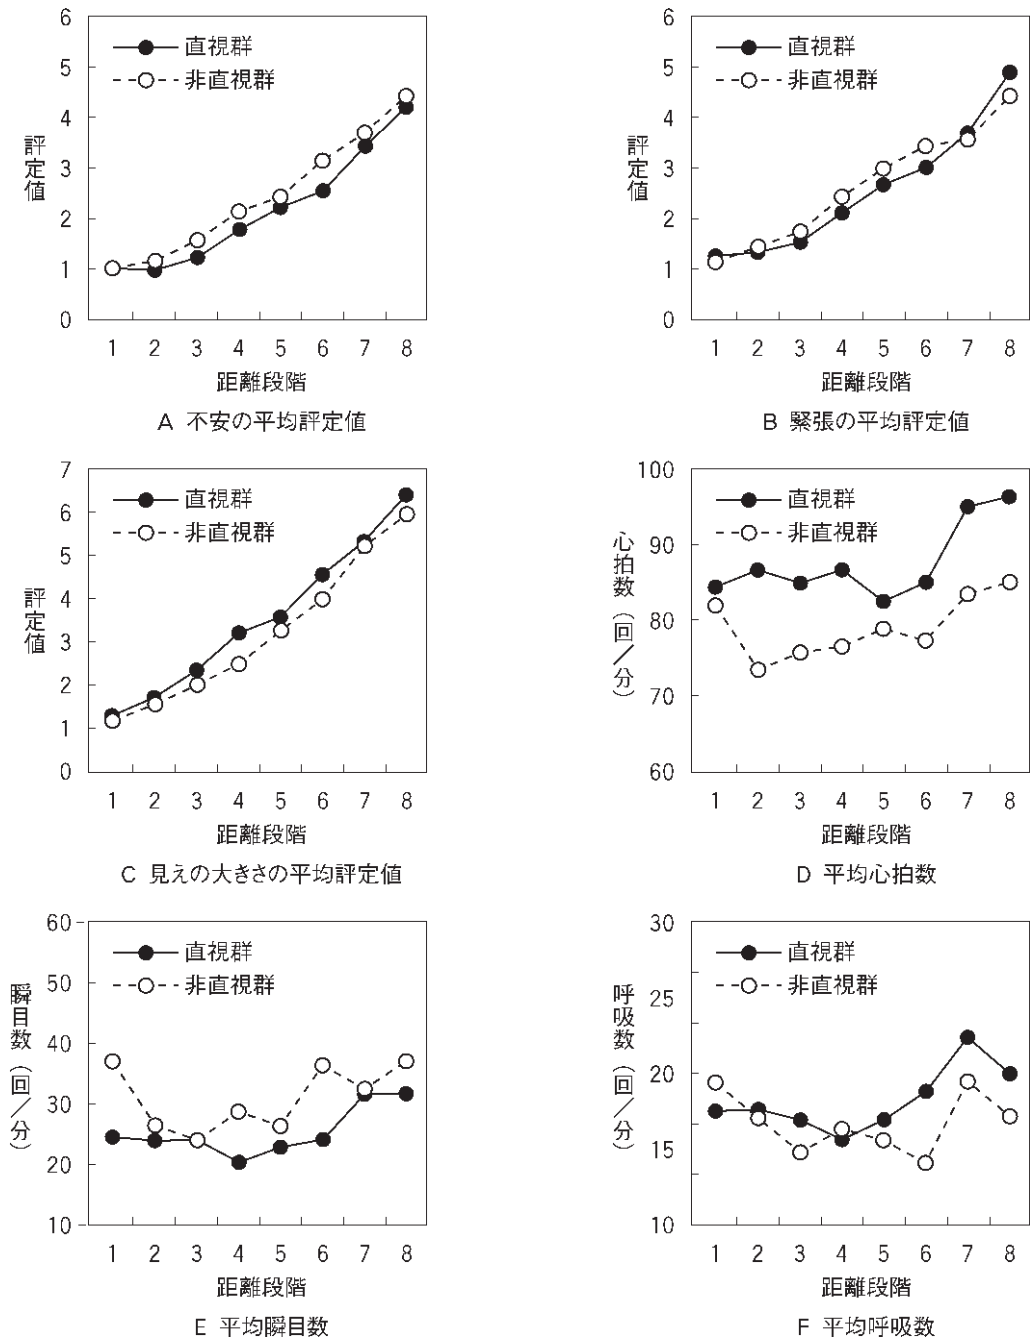 6
5
4
3
2
1
0
評定値
直視群
非直視群
1 2 3 4 5 6 7 8
距離段階
A 不安の平均評定値
6
5
4
3
2
1
0
評定値
直視群
非直視群
1 2 3 4 5 6 7 8
距離段階
B 緊張の平均評定値
7
6
5
4
3
2
1
0
評定値
直視群
非直視群
1 2 3 4 5 6 7 8
距離段階
C 見えの大きさの平均評定値
100
90
80
70
60
心拍数(回/分)
直視群
非直視群
1 2 3 4 5 6 7 8
距離段階
D 平均心拍数
60
50
40
30
20
10
瞬目数(回/分)
直視群
非直視群
1 2 3 4 5 6 7 8
距離段階
E 平均瞬目数
30
25
20
15
10
呼吸数(回/分)
直視群
非直視群
1 2 3 4 5 6 7 8
距離段階
F 平均呼吸数